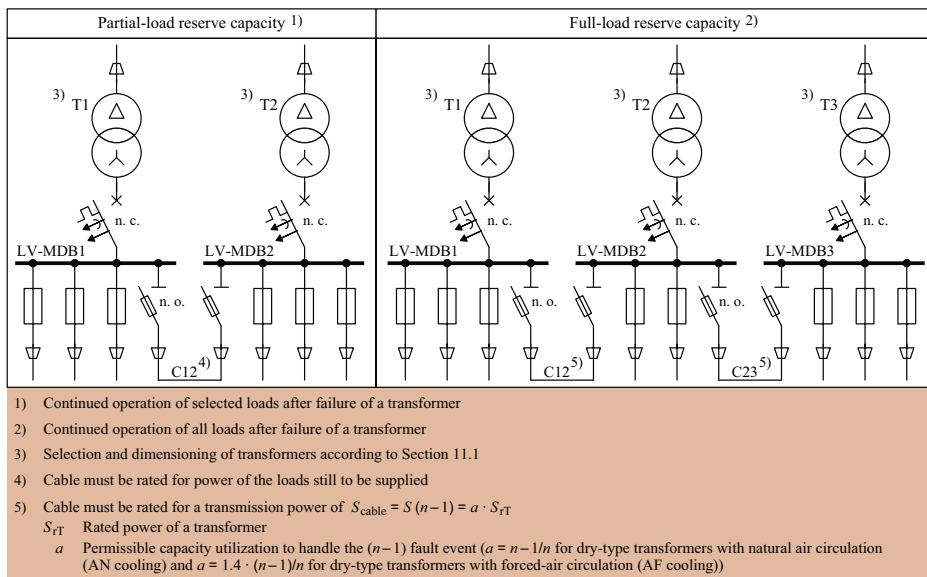 Partial-load reserve capacity 1)
Full-load reserve capacity 2)
3) T1
3) T2
3) T1
3) T2
3) T3
n. c.
n. c.
n. c.
n. c.
n. c.
LV-MDB1
LV-MDB2
LV-MDB1
LV-MDB2
LV-MDB3
n. o.
n. o.
n. o.
C12 4)
C12 5)
C23 5)
1) Continued operation of selected loads after failure of a transformer
2) Continued operation of all loads after failure of a transformer
3) Selection and dimensioning of transformers according to Section 11.1
4) Cable must be rated for power of the loads still to be supplied
5) Cable must be rated for a transmission power of S_cable = S (n−1) = a · S_rT
S_rT Rated power of a transformer
a Permissible capacity utilization to handle the (n−1) fault event (a = n−1/n for dry-type transformers with natural air circulation
(AN cooling) and a = 1.4 · (n−1)/n for dry-type transformers with forced-air circulation (AF cooling))